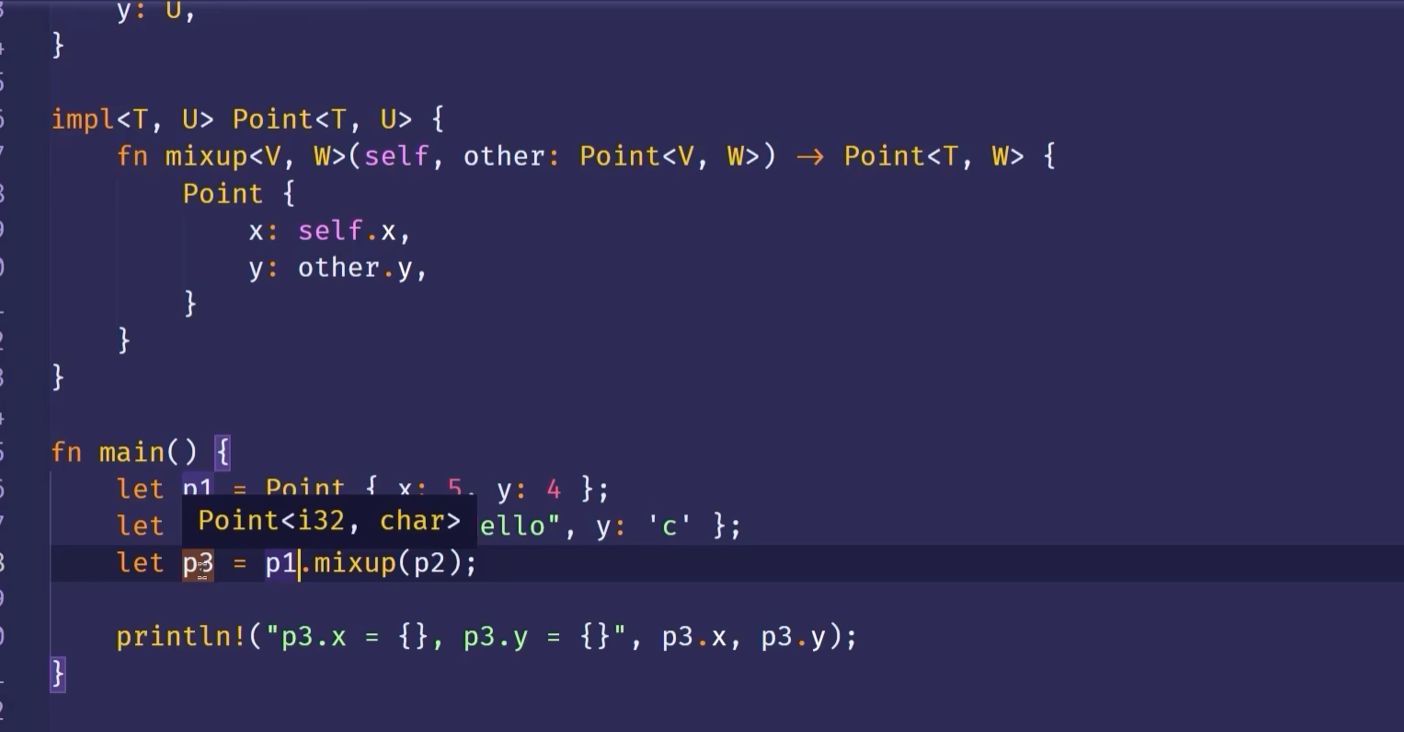 y: U,
}
impl<T, U> Point<T, U> {
fn mixup<V, W>(self, other: Point<V, W>) → Point<T, W> {
Point {
x: self.x,
y: other.y,
}
}
}
fn main() {
let p1 = Point { x: 5, y: 4 };
let ello", y: 'c' };
Point<i32, char>
let p3 = p1.mixup(p2);
println!("p3.x = {}, p3.y = {}", p3.x, p3.y);
}